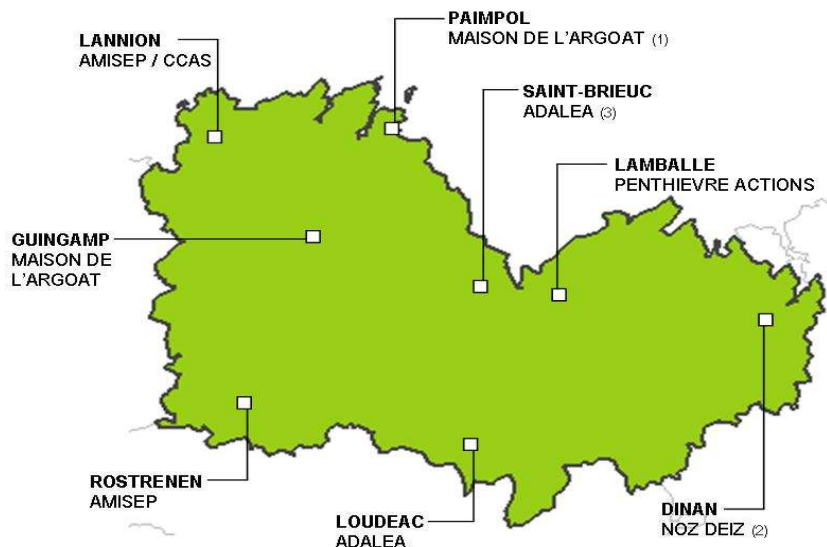 PAIMPOL
MAISON DE L'ARGOAT (1)
LANNION
AMISEP / CCAS
SAINT-BRIEUC
ADALEA (3)
LAMBALLE
PENTHIEVRE ACTIONS
GUINGAMP
MAISON DE
L'ARGOAT
ROSTRENEN
AMISEP
LOUDEAC
ADALEA
DINAN
NOZ DEIZ (2)